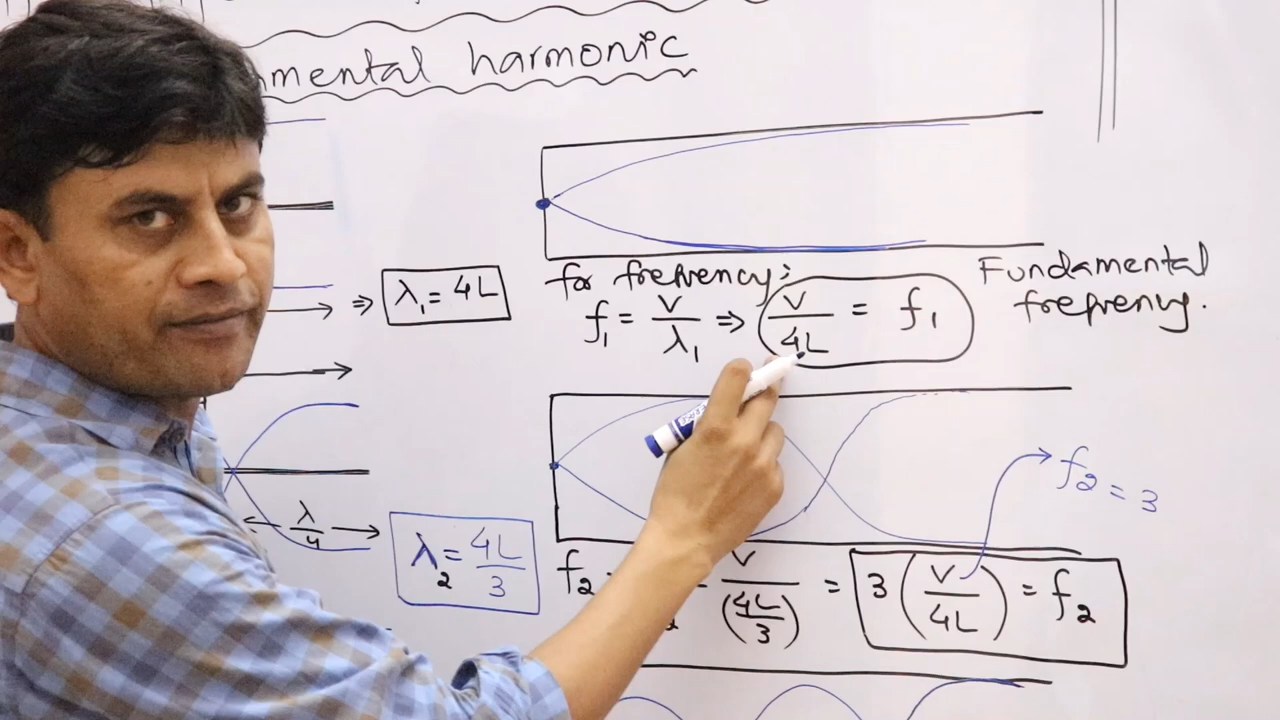 harmonic
λ₁ = 4L
for frequency:
f₁ = V/λ₁ ⇒ V/4L = f₁
Fundamental
frequency.
f₂ = 3
λ/4
λ₂ = 4L/3
f₂
V/(4L/3) = 3(V/4L) = f₂